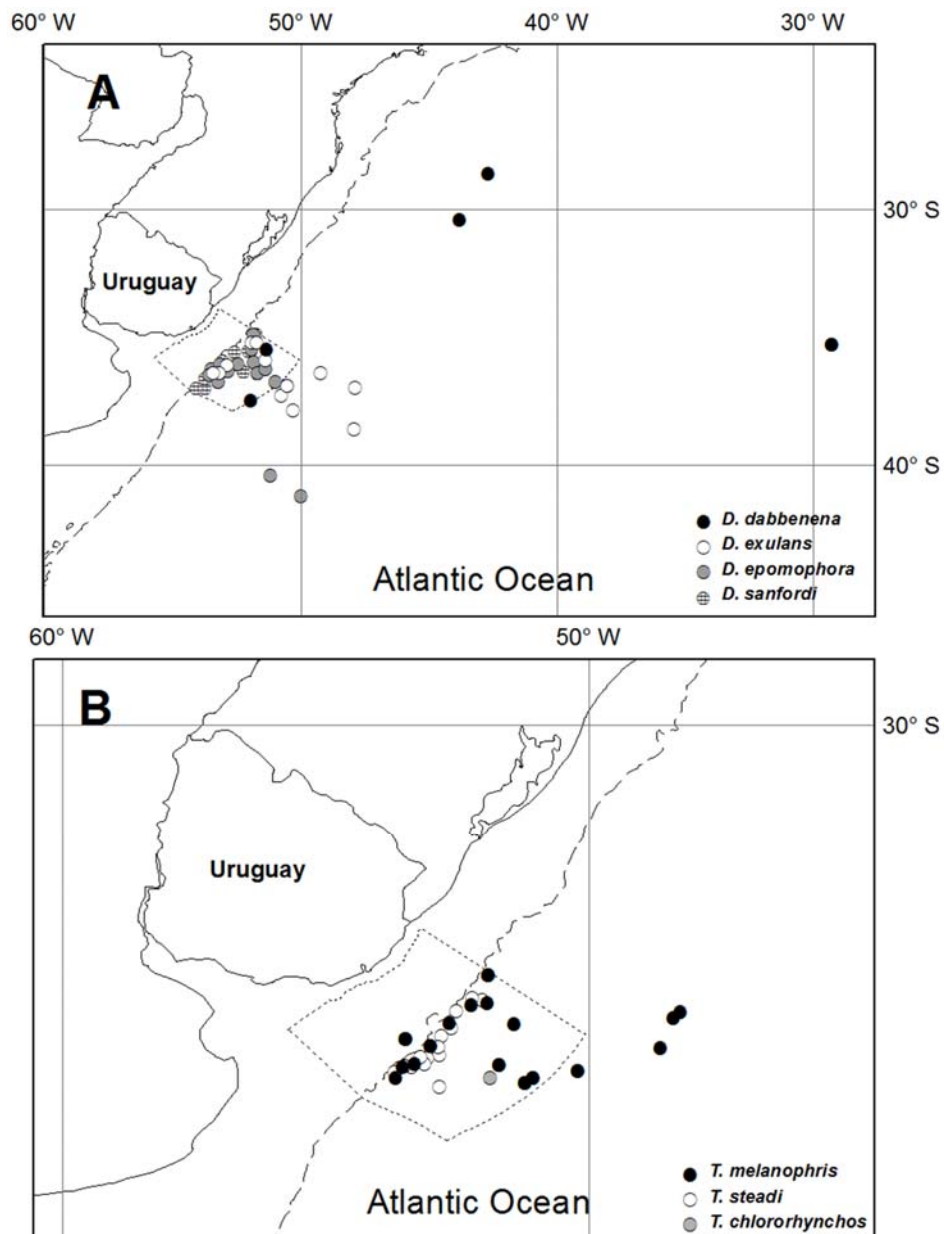 60° W 50° W 40° W 30° W
A
30° S
Uruguay
40° S
D. dabbenena
D. exulans
D. epomophora
D. sanfordi
Atlantic Ocean
60° W 50° W
B
30° S
Uruguay
T. melanophris
T. steadi
T. chlororhynchos
Atlantic Ocean